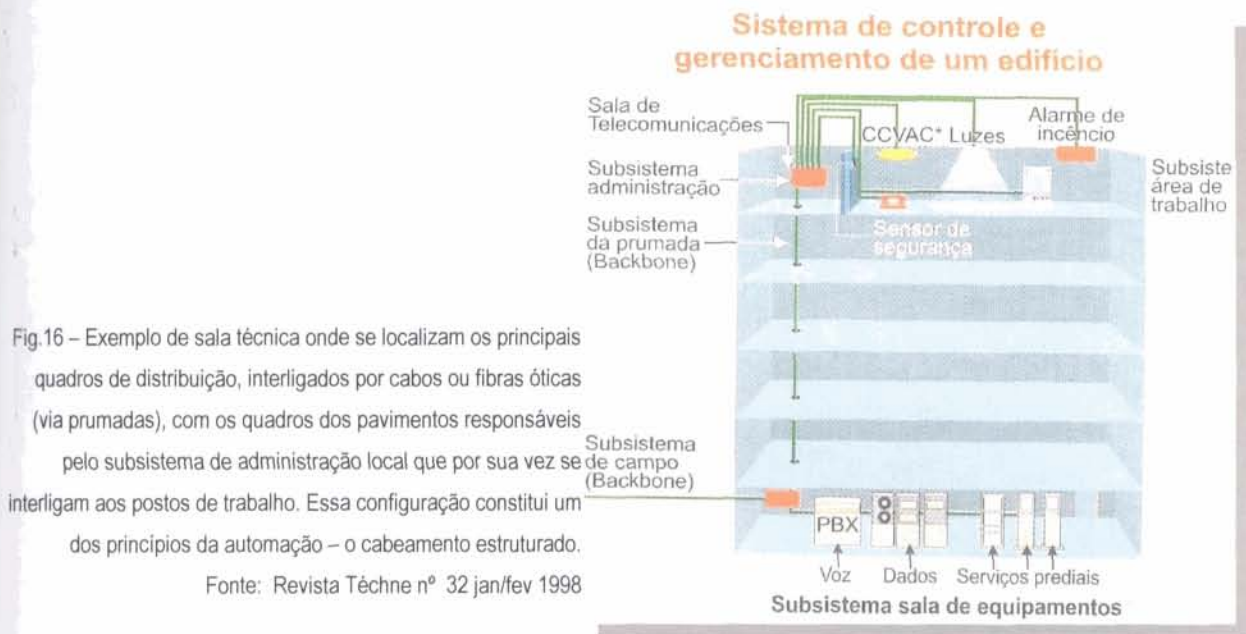 Sistema de controle e
gerenciamento de um edifício
Sala de
Telecomunicações
CCVAC* Luzes
Alarme de
incêncio
Subsistema
administração
Subsiste
área de
trabalho
Subsistema
da prumada
(Backbone)
Sensor de
segurança
Fig.16 – Exemplo de sala técnica onde se localizam os principais
quadros de distribuição, interligados por cabos ou fibras óticas
(via prumadas), com os quadros dos pavimentos responsáveis
pelo subsistema de administração local que por sua vez se
interligam aos postos de trabalho. Essa configuração constitui um
dos princípios da automação – o cabeamento estruturado.
Fonte: Revista Téchne nº 32 jan/fev 1998
Subsistema
de campo
(Backbone)
PBX
Voz Dados Serviços prediais
Subsistema sala de equipamentos